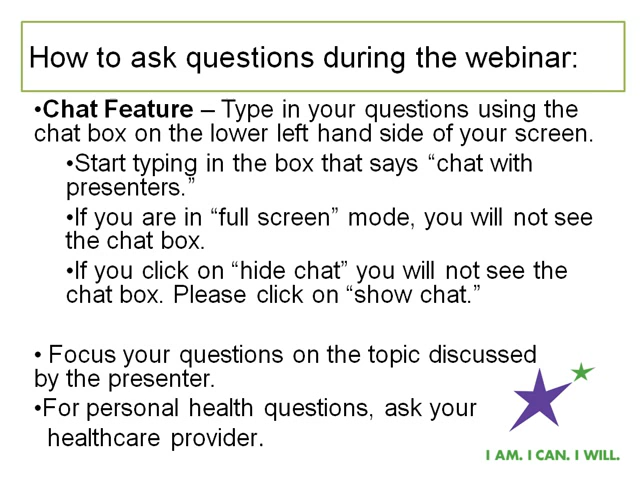 How to ask questions during the webinar:
•Chat Feature – Type in your questions using the
chat box on the lower left hand side of your screen.
•Start typing in the box that says “chat with
presenters.”
•If you are in “full screen” mode, you will not see
the chat box.
•If you click on “hide chat” you will not see the
chat box. Please click on “show chat.”
• Focus your questions on the topic discussed
by the presenter.
•For personal health questions, ask your
healthcare provider.
I AM. I CAN. I WILL.